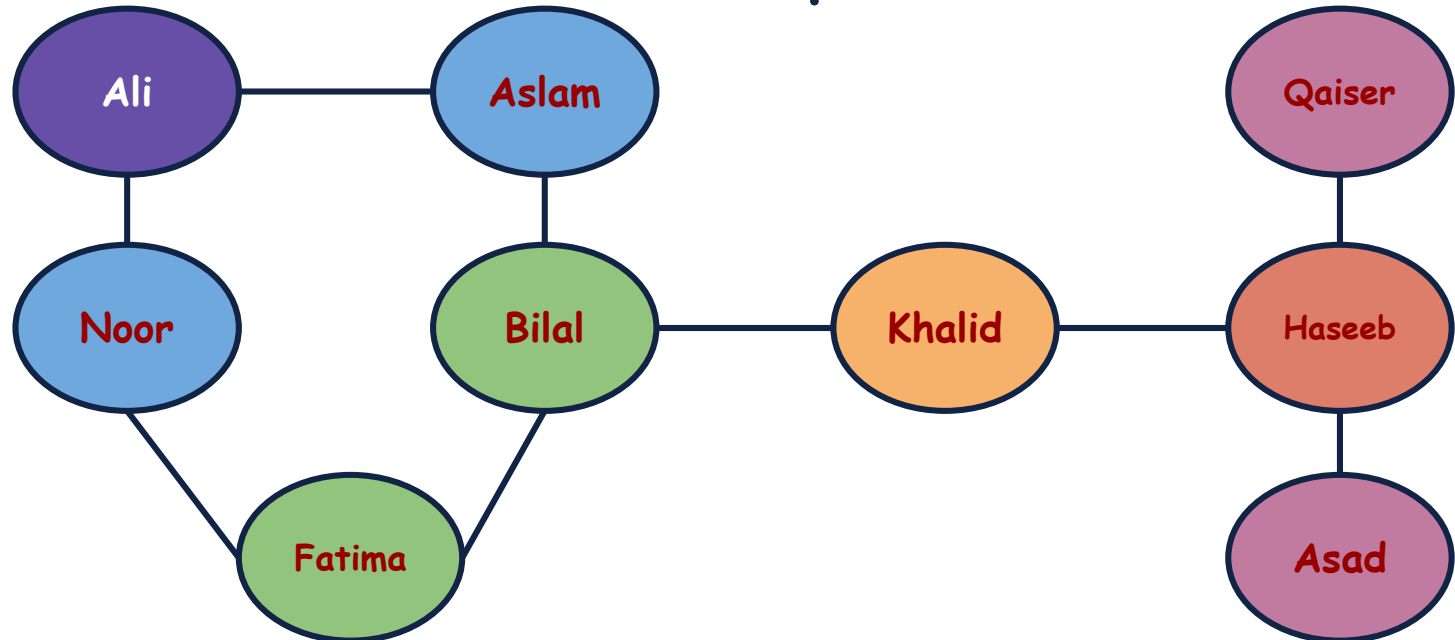 Ali
Aslam
Qaiser
Noor
Bilal
Khalid
Haseeb
Fatima
Asad